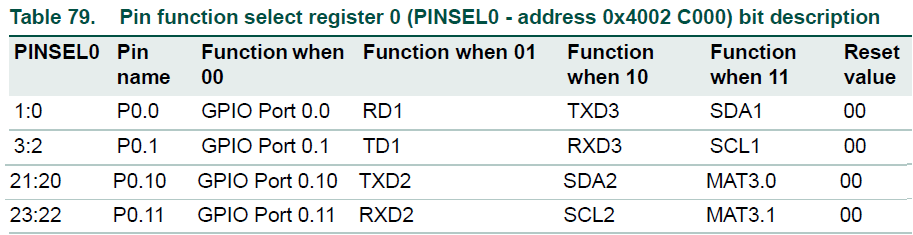 Table 79. Pin function select register 0 (PINSEL0 - address 0x4002 C000) bit description
PINSEL0 Pin name Function when 00 Function when 01 Function when 10 Function when 11 Reset value
1:0 P0.0 GPIO Port 0.0 RD1 TXD3 SDA1 00
3:2 P0.1 GPIO Port 0.1 TD1 RXD3 SCL1 00
21:20 P0.10 GPIO Port 0.10 TXD2 SDA2 MAT3.0 00
23:22 P0.11 GPIO Port 0.11 RXD2 SCL2 MAT3.1 00